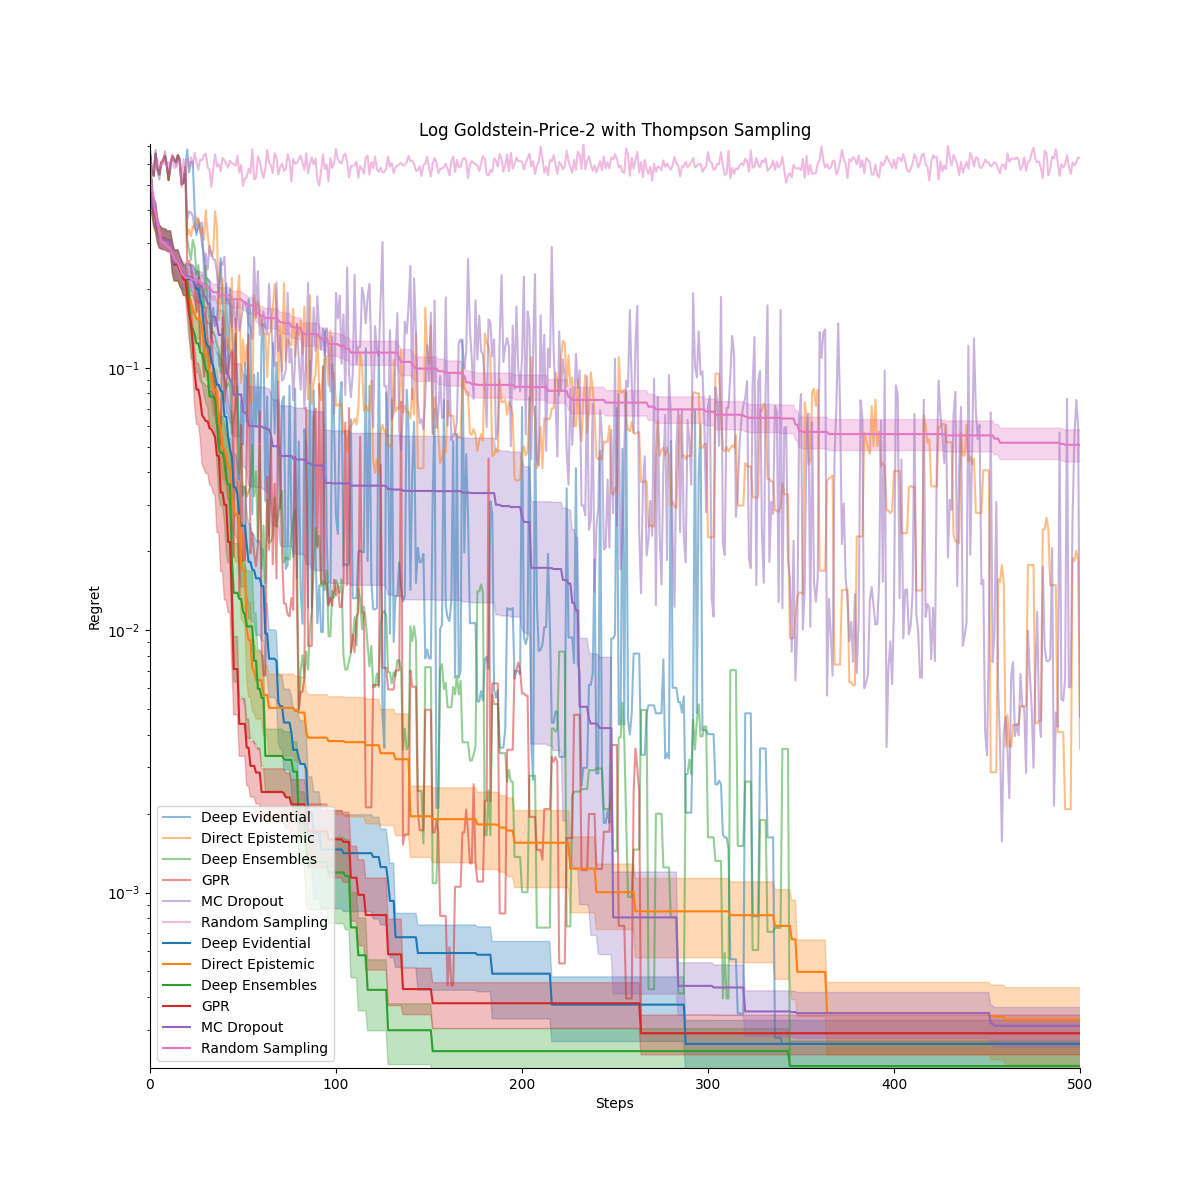 Log Goldstein-Price-2 with Thompson Sampling
Regret
10⁻¹
10⁻²
10⁻³
Deep Evidential
Direct Epistemic
Deep Ensembles
GPR
MC Dropout
Random Sampling
Deep Evidential
Direct Epistemic
Deep Ensembles
GPR
MC Dropout
Random Sampling
0 100 200 300 400 500
Steps